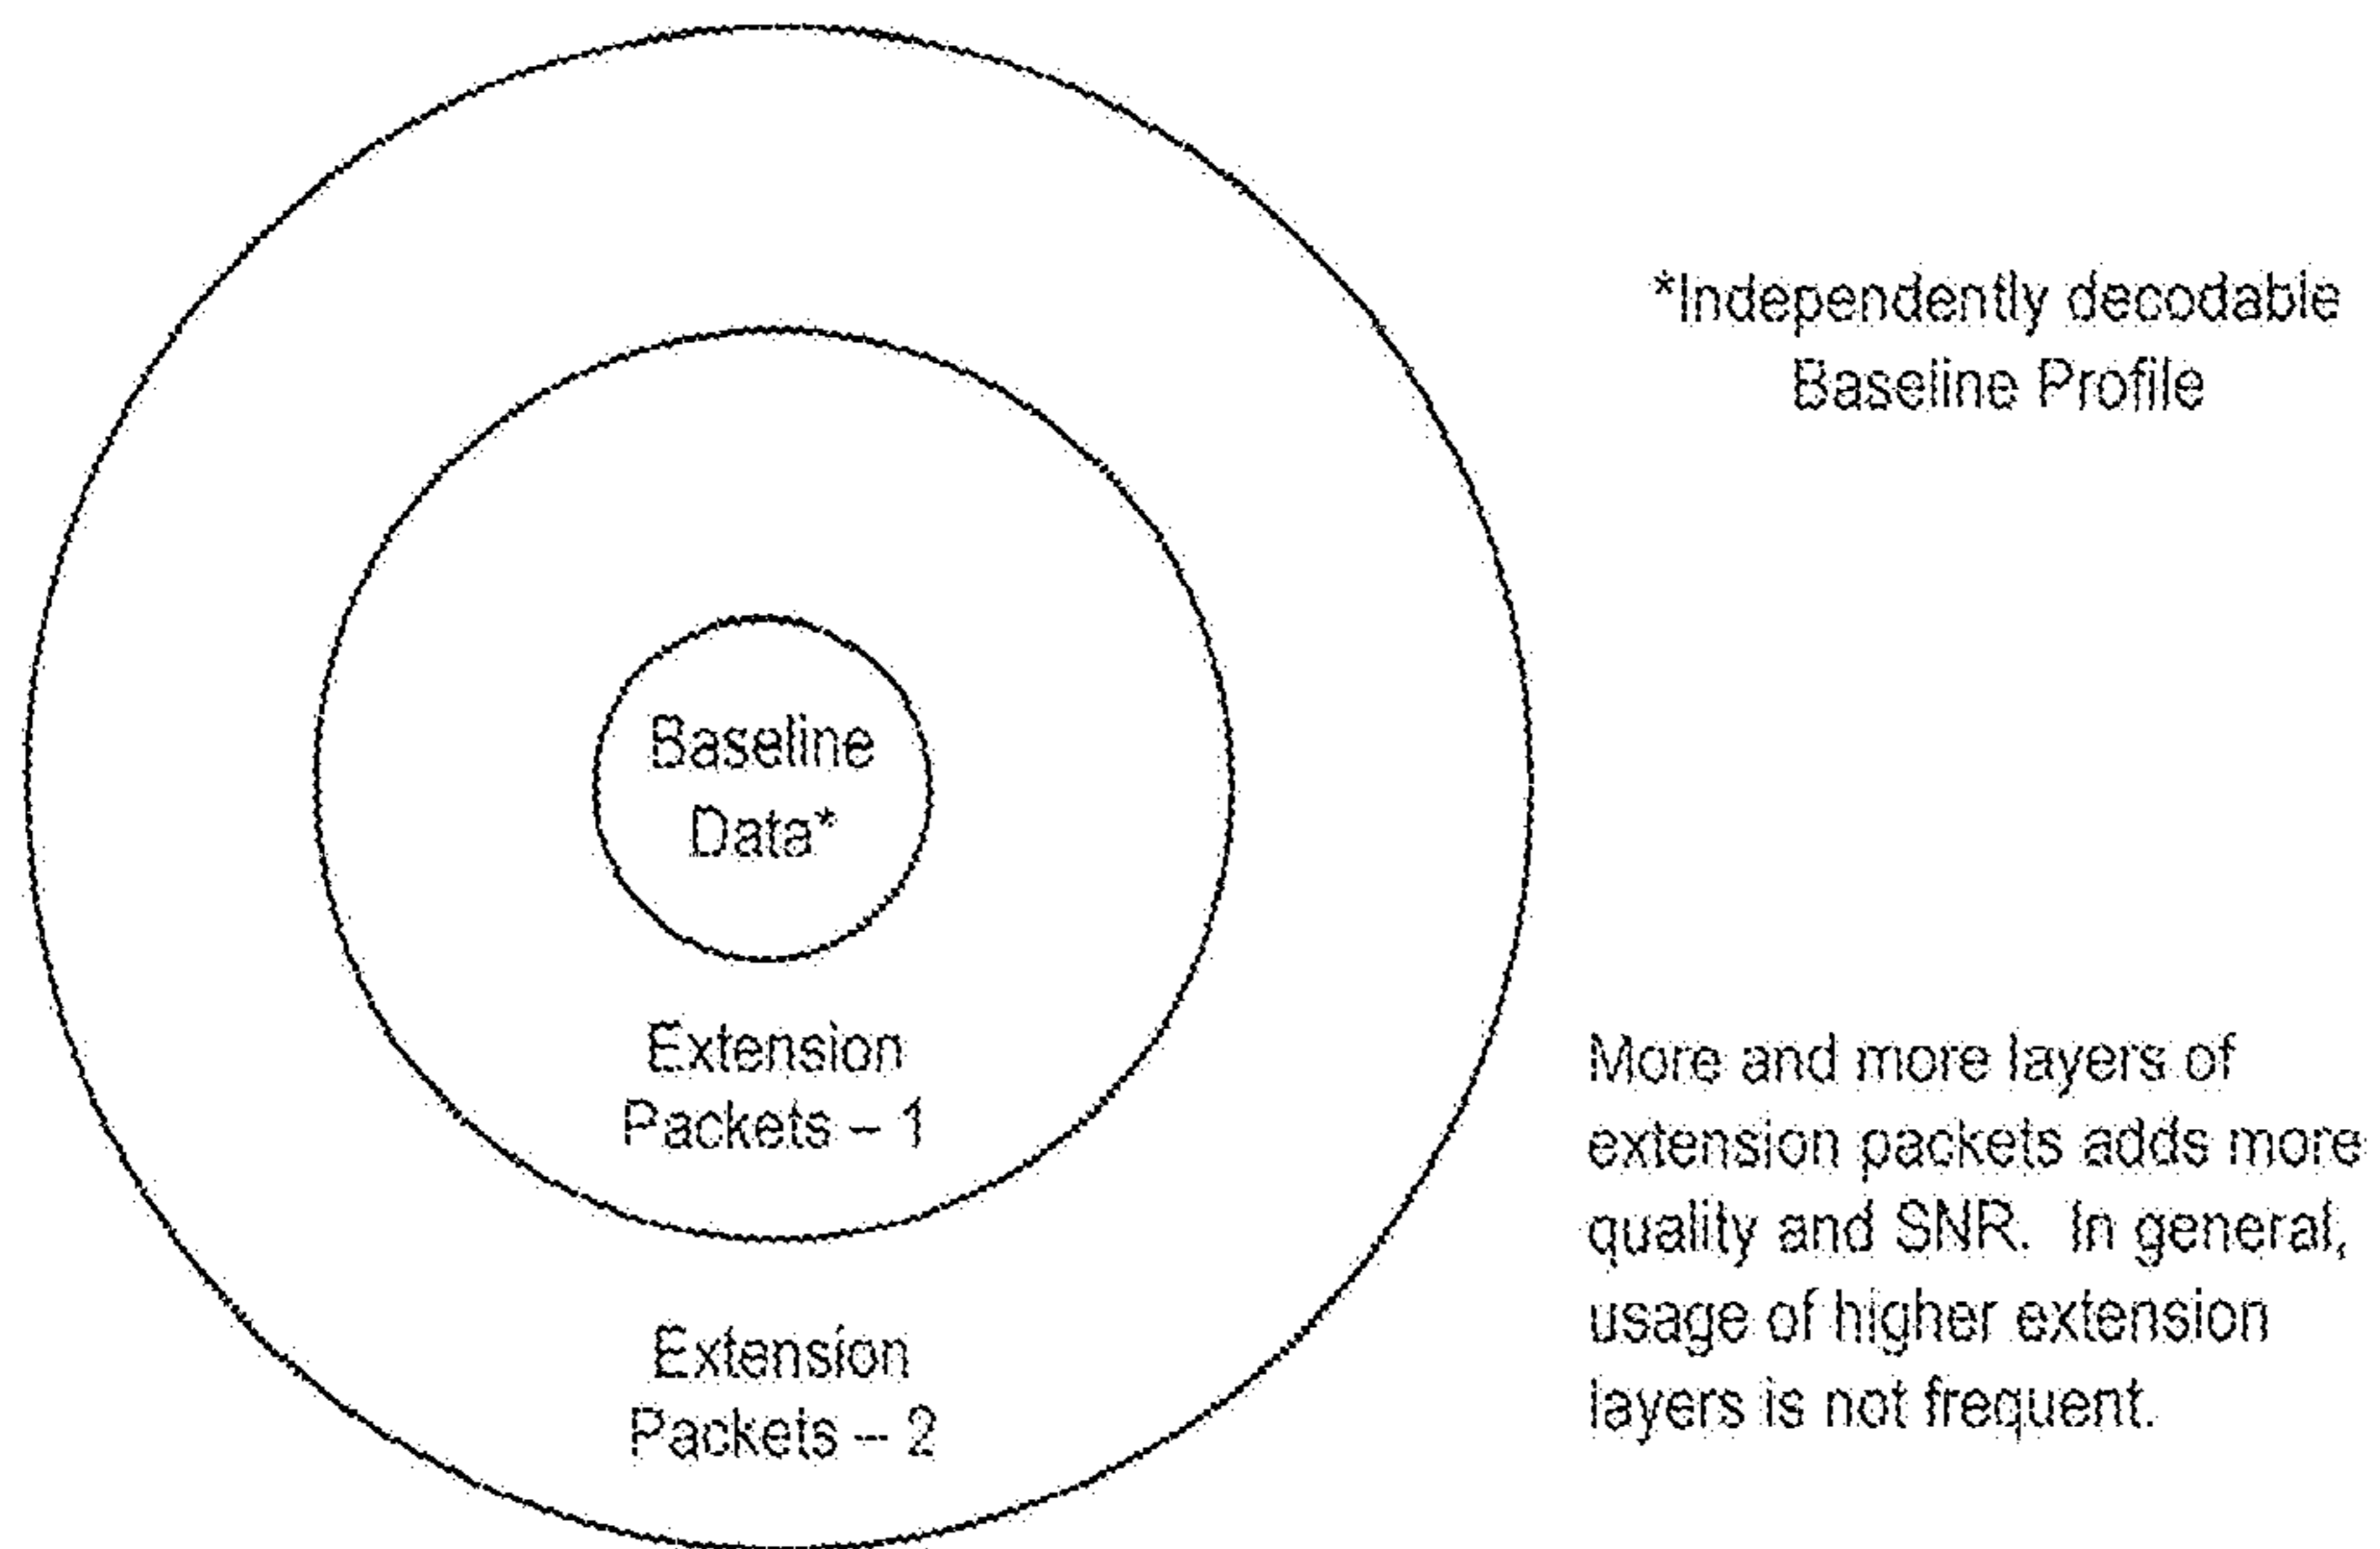 Baseline
Data*
Extension
Packets – 1
Extension
Packets – 2
*Independently decodable
Baseline Profile
More and more layers of
extension packets adds more
quality and SNR.  In general,
usage of higher extension
layers is not frequent.